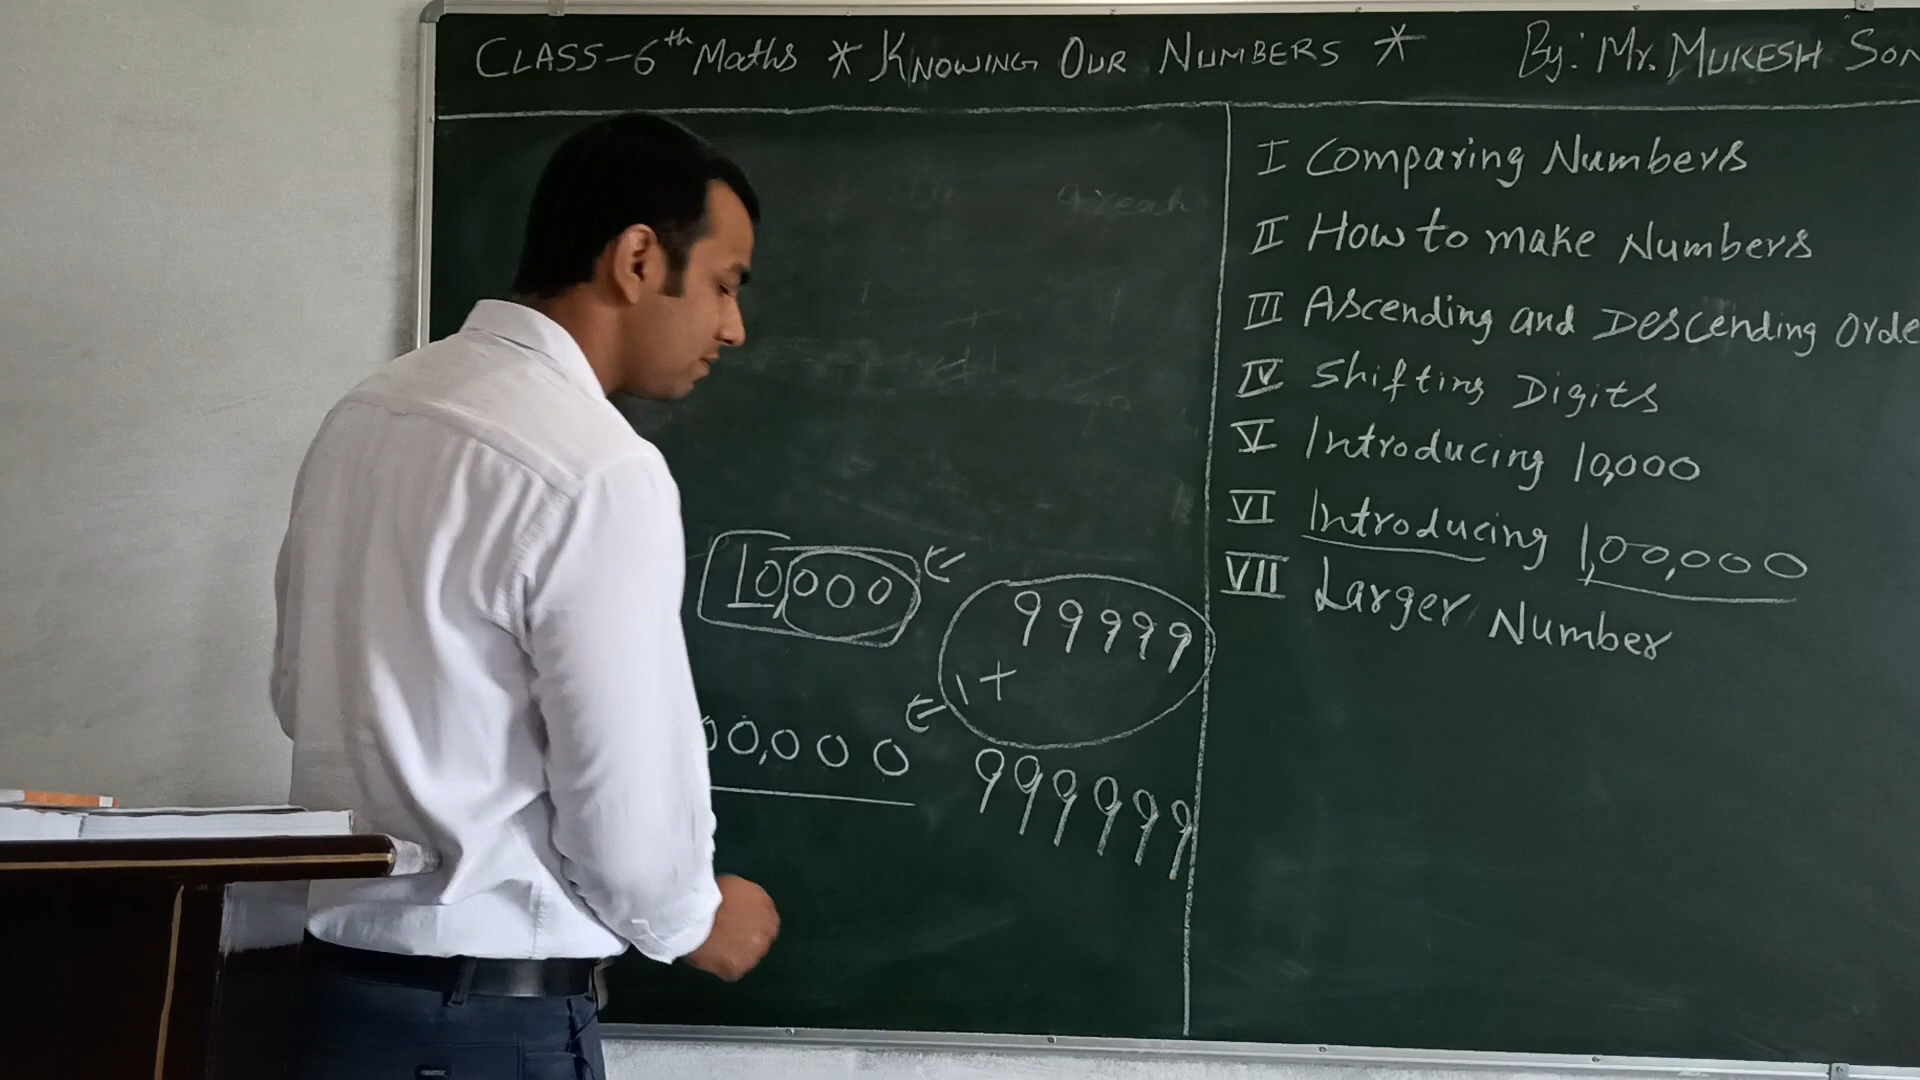 CLASS-6th Maths * KNOWING OUR NUMBERS * By: Mr. MUKESH SON
I Comparing Numbers
II How to make Numbers
III Ascending and Descending Orde
IV Shifting Digits
V Introducing 10,000
VI Introducing 1,00,000
VII Larger Number
10,000
99999
1 +
00,000
999999